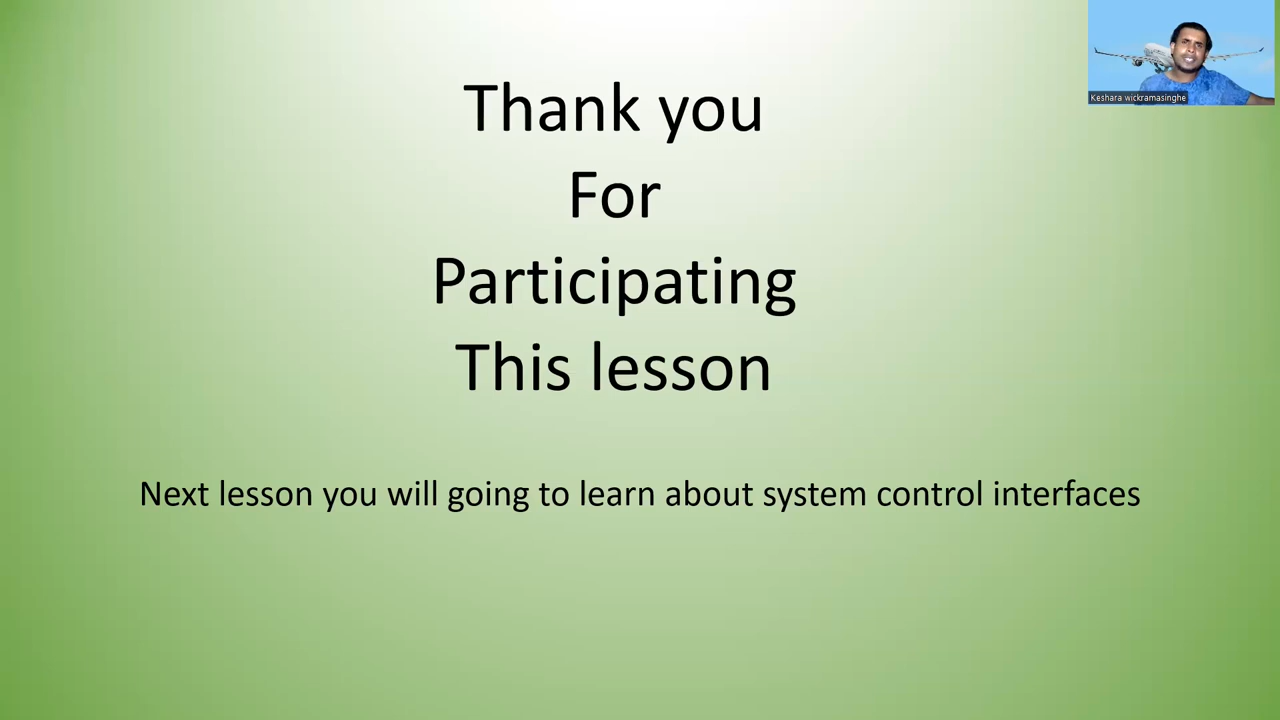 Thank you
For
Participating
This lesson
Next lesson you will going to learn about system control interfaces
Keshara wickramasinghe